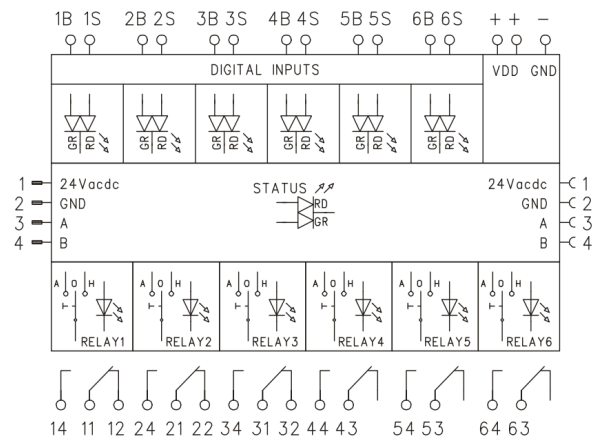 1B 1S 2B 2S 3B 3S 4B 4S 5B 5S 6B 6S + + -
DIGITAL INPUTS VDD GND
GR RD GR RD GR RD GR RD GR RD GR RD
1 24Vacdc STATUS 24Vacdc 1
2 GND RD GND 2
3 A GR A 3
4 B B 4
A O H A O H A O H A O H A O H A O H
RELAY1 RELAY2 RELAY3 RELAY4 RELAY5 RELAY6
14 11 12 24 21 22 34 31 32 44 43 54 53 64 63